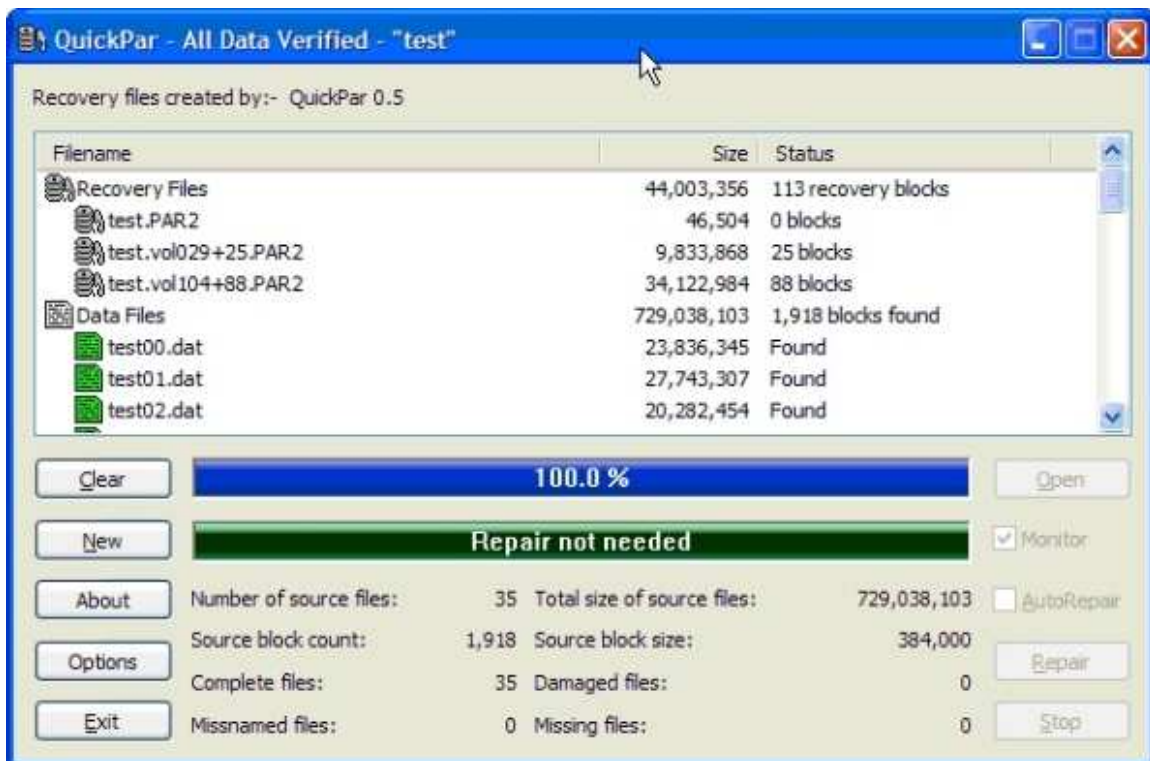 QuickPar - All Data Verified - "test"
Recovery files created by:- QuickPar 0.5
Filename Size Status
Recovery Files 44,003,356 113 recovery blocks
test.PAR2 46,504 0 blocks
test.vol029+25.PAR2 9,833,868 25 blocks
test.vol104+88.PAR2 34,122,984 88 blocks
Data Files 729,038,103 1,918 blocks found
test00.dat 23,836,345 Found
test01.dat 27,743,307 Found
test02.dat 20,282,454 Found
Clear 100.0 % Open
New Repair not needed Monitor
About Number of source files: 35 Total size of source files: 729,038,103 AutoRepair
Source block count: 1,918 Source block size: 384,000
Options Repair
Complete files: 35 Damaged files: 0
Exit Missnamed files: 0 Missing files: 0 Stop